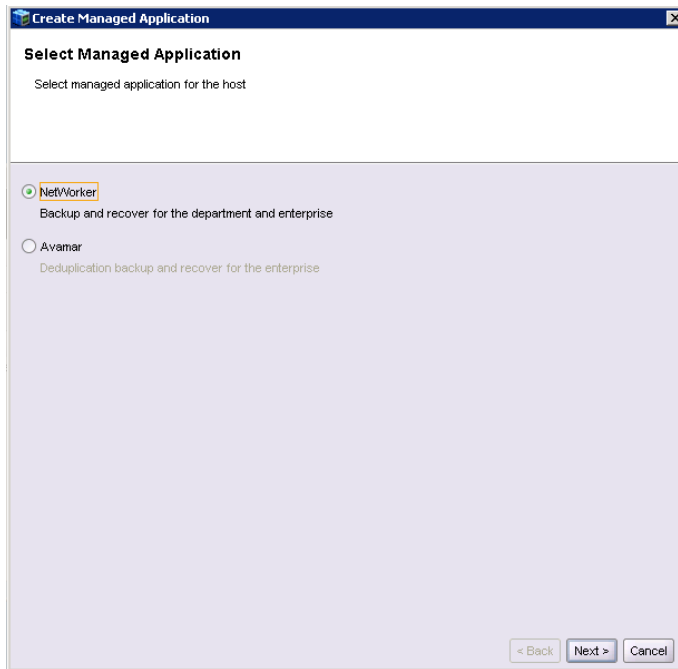 Create Managed Application
Select Managed Application
Select managed application for the host
NetWorker
Backup and recover for the department and enterprise
Avamar
Deduplication backup and recover for the enterprise
< Back Next > Cancel